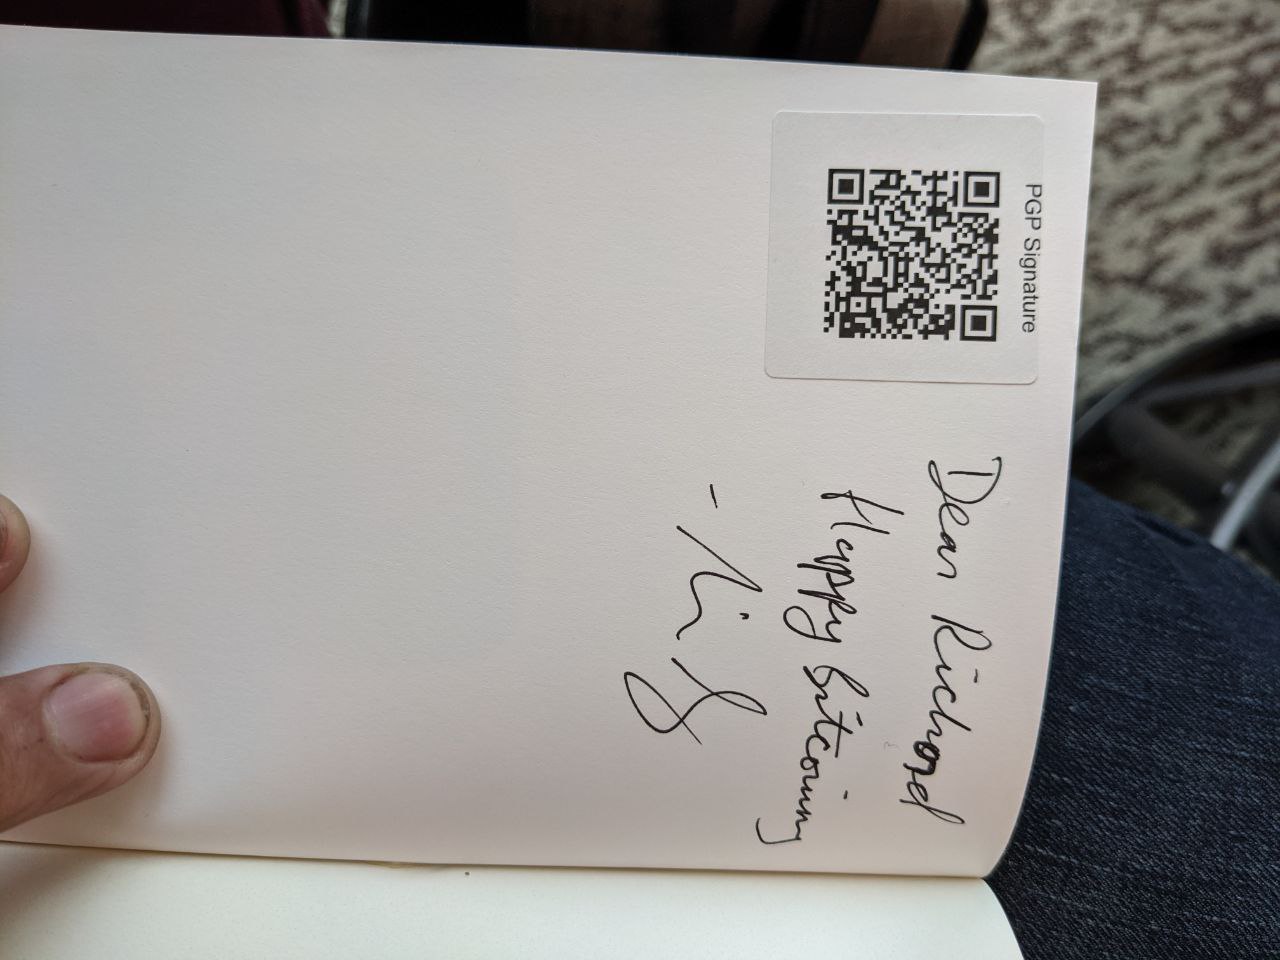 PGP Signature
Dear Richard
Happy bitcoining